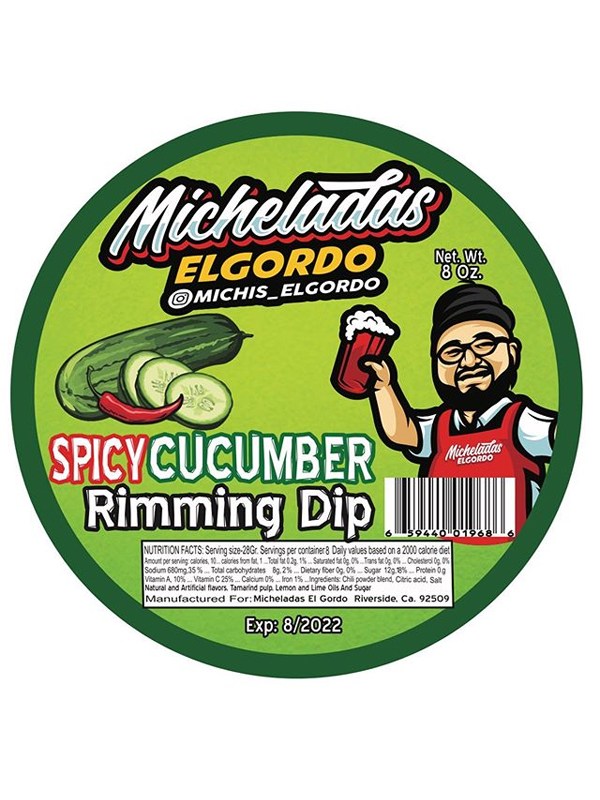 Micheladas
ELGORDO
@MICHIS_ELGORDO
Net. Wt.
8 OZ.
Micheladas
ELGORDO
SPICY CUCUMBER
Rimming Dip
6 59440 01968 6
NUTRITION FACTS: Serving size-28Gr. Servings per container 8 Daily values based on a 2000 calorie diet
Amount per serving, calories, 10... calories from fat, 1 .. Total fat 0.2g, 1% ... Saturated fat 0g, 0% ...Trans fat 0g, 0% ... Cholesterol 0g, 0%
Sodium 680mg,35 % ... Total carbohydrates 8g, 2% .. Dietary fiber 0g, 0% ... Sugar 12g,18% ... Protein 0 g
Vitamin A, 10% ... Vitamin C 25% ... Calcium 0% ... Iron 1% ...Ingredients: Chili powder blend, Citric acid, Salt
Natural and Artificial flavors. Tamarind pulp, Lemon and Lime Oils And Sugar
Manufactured For: Micheladas El Gordo Riverside, Ca. 92509
Exp: 8/2022